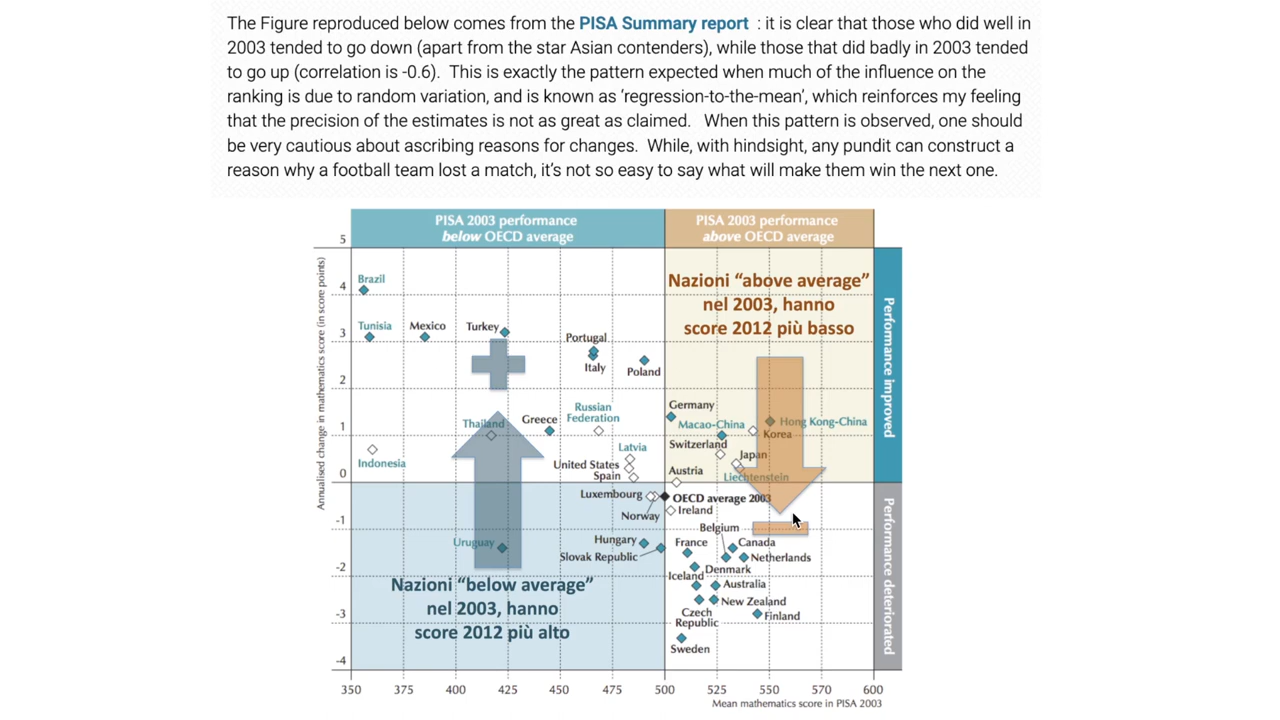 The Figure reproduced below comes from the PISA Summary report : it is clear that those who did well in
2003 tended to go down (apart from the star Asian contenders), while those that did badly in 2003 tended
to go up (correlation is -0.6). This is exactly the pattern expected when much of the influence on the
ranking is due to random variation, and is known as ‘regression-to-the-mean’, which reinforces my feeling
that the precision of the estimates is not as great as claimed. When this pattern is observed, one should
be very cautious about ascribing reasons for changes. While, with hindsight, any pundit can construct a
reason why a football team lost a match, it’s not so easy to say what will make them win the next one.
PISA 2003 performance
below OECD average
PISA 2003 performance
above OECD average
Annualised change in mathematics score (in score points)
5
4
3
2
1
0
-1
-2
-3
-4
Brazil
Tunisia
Mexico
Turkey
Portugal
Italy
Poland
Thailand
Greece
Russian
Federation
Latvia
Indonesia
United States
Spain
Luxembourg
Norway
Uruguay
Hungary
Slovak Republic
Nazioni “below average”
nel 2003, hanno
score 2012 più alto
Nazioni “above average”
nel 2003, hanno
score 2012 più basso
Germany
Macao-China
Hong Kong-China
Korea
Switzerland
Japan
Austria
Liechtenstein
OECD average 2003
Ireland
Belgium
France
Canada
Netherlands
Denmark
Iceland
Australia
New Zealand
Czech
Republic
Finland
Sweden
Performance improved
Performance deteriorated
350
375
400
425
450
475
500
525
550
570
600
Mean mathematics score in PISA 2003